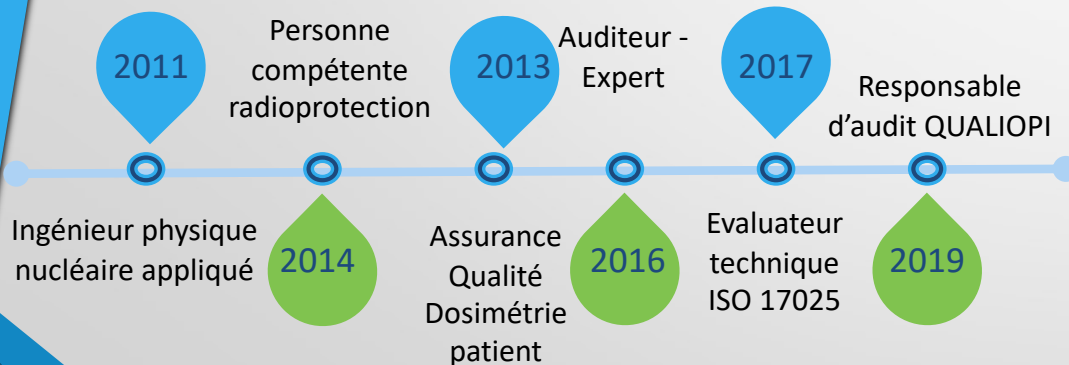 2011
Ingénieur physique
nucléaire appliqué
Personne
compétente
radioprotection
2014
2013
Assurance
Qualité
Dosimétrie
patient
Auditeur -
Expert
2016
2017
Evaluateur
technique
ISO 17025
Responsable
d'audit QUALIOPI
2019